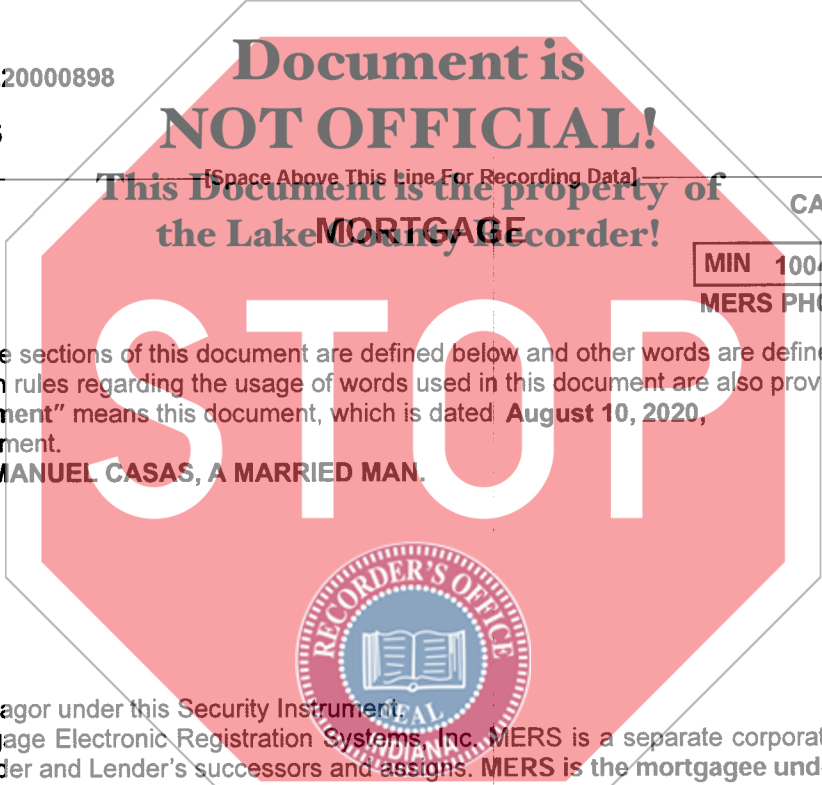 Document is
20000898
NOT OFFICIAL!
[Space Above This Line For Recording Data]
This Document is the property of
CA
the Lake County Recorder!
MORTGAGE
MIN 100
MERS PHO
e sections of this document are defined below and other words are define
rules regarding the usage of words used in this document are also prov
ment" means this document, which is dated August 10, 2020,
ment.
MANUEL CASAS, A MARRIED MAN.
STOP
RECORDER'S OFFICE
SEAL
INDIANA
agor under this Security Instrument.
gage Electronic Registration Systems, Inc. MERS is a separate corporat
der and Lender's successors and assigns. MERS is the mortgagee und